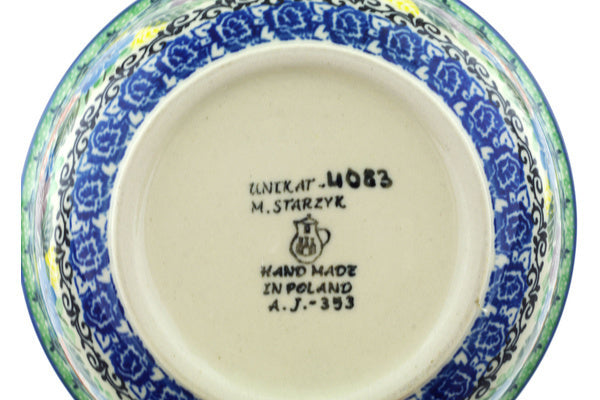 UNIKAT-4083
M. STARZYK
HAND MADE
IN POLAND
A.J.-353